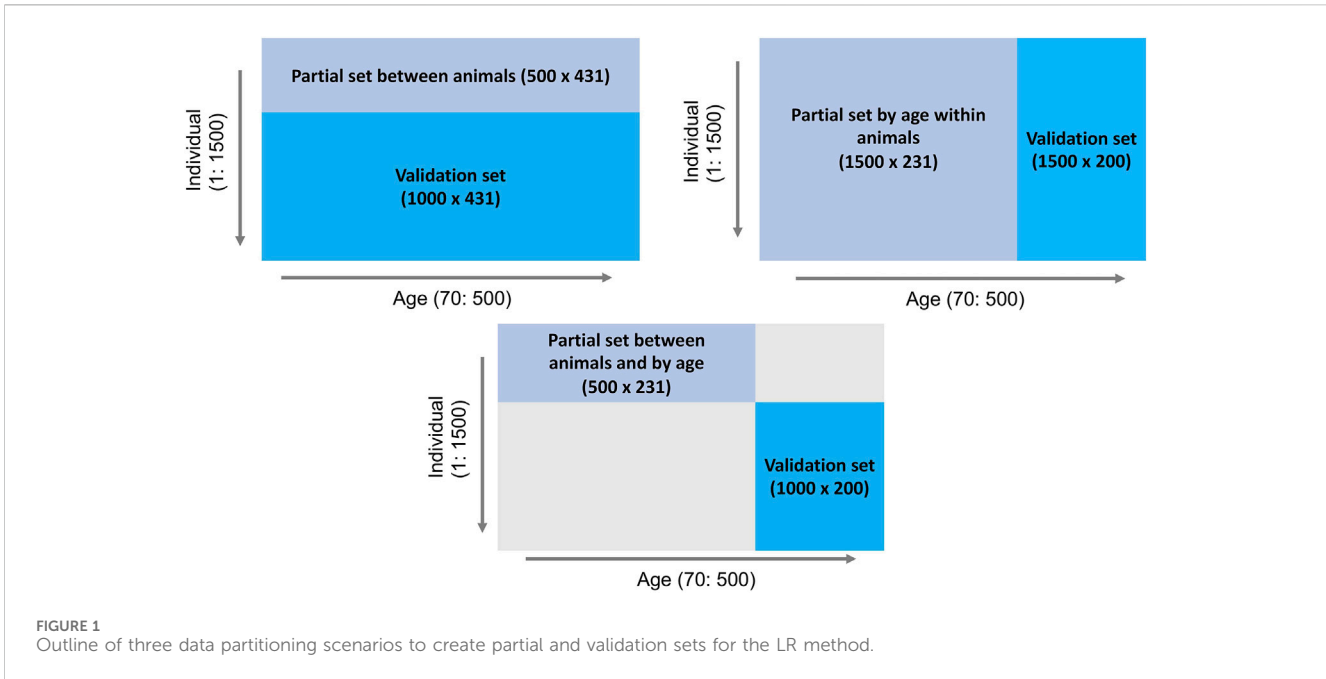 Individual
(1: 1500)
Partial set between animals (500 x 431)
Validation set
(1000 x 431)
Age (70: 500)
Individual
(1: 1500)
Partial set by age within
animals
(1500 x 231)
Validation set
(1500 x 200)
Age (70: 500)
Individual
(1: 1500)
Partial set between
animals and by age
(500 x 231)
Validation set
(1000 x 200)
Age (70: 500)
FIGURE 1
Outline of three data partitioning scenarios to create partial and validation sets for the LR method.